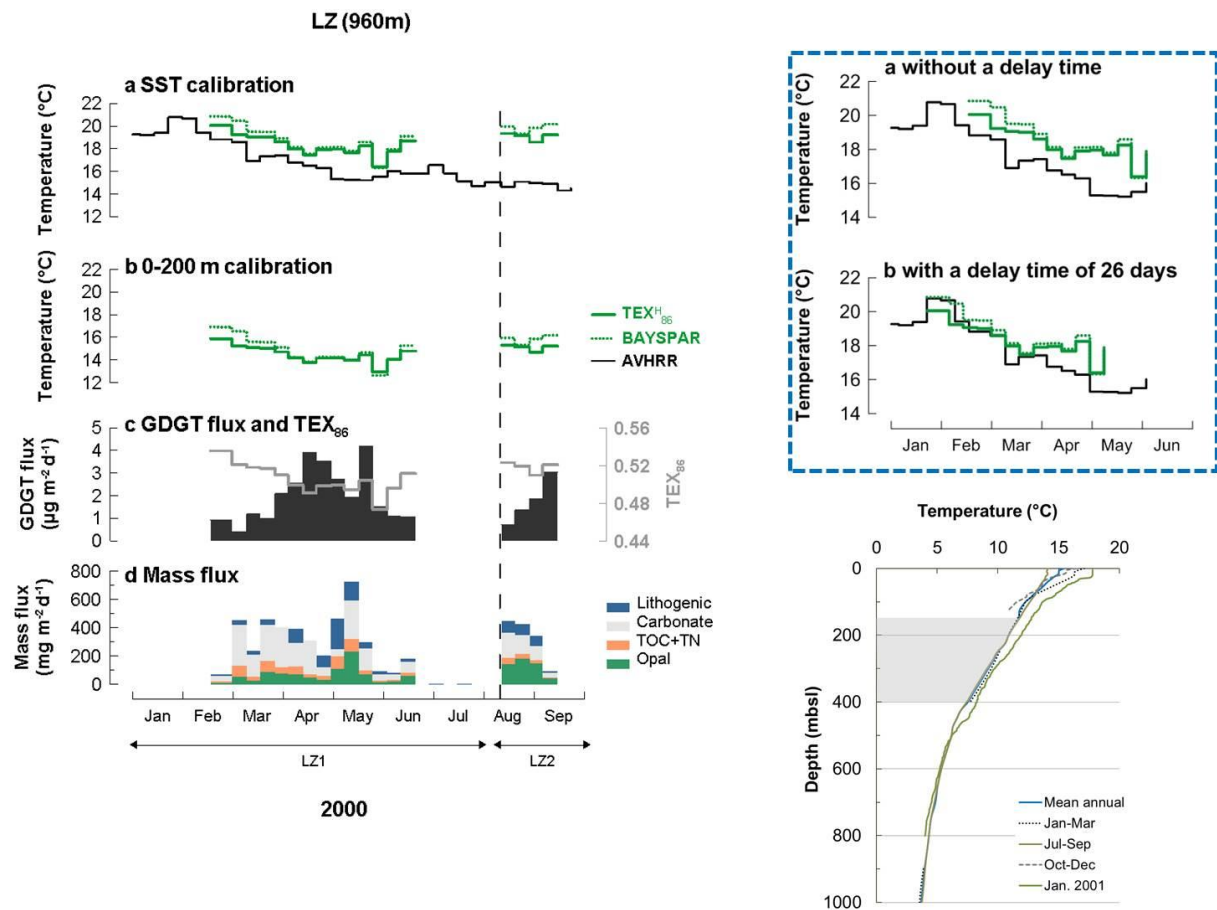 LZ (960m)
a SST calibration
Temperature (°C)
22
20
18
16
14
12
b 0-200 m calibration
Temperature (°C)
22
20
18
16
14
12
TEXᴴ₈₆
BAYSPAR
AVHRR
c GDGT flux and TEX₈₆
GDGT flux
(µg m⁻² d⁻¹)
5
4
3
2
1
0
0.56
0.52
0.48
0.44
TEX₈₆
d Mass flux
Mass flux
(mg m⁻² d⁻¹)
800
600
400
200
0
Lithogenic
Carbonate
TOC+TN
Opal
Jan Feb Mar Apr May Jun Jul Aug Sep
LZ1 LZ2
2000
a without a delay time
Temperature (°C)
22
20
18
16
14
b with a delay time of 26 days
Temperature (°C)
22
20
18
16
14
Jan Feb Mar Apr May Jun
Temperature (°C)
0 5 10 15 20
Depth (mbsl)
0
200
400
600
800
1000
Mean annual
Jan-Mar
Jul-Sep
Oct-Dec
Jan. 2001